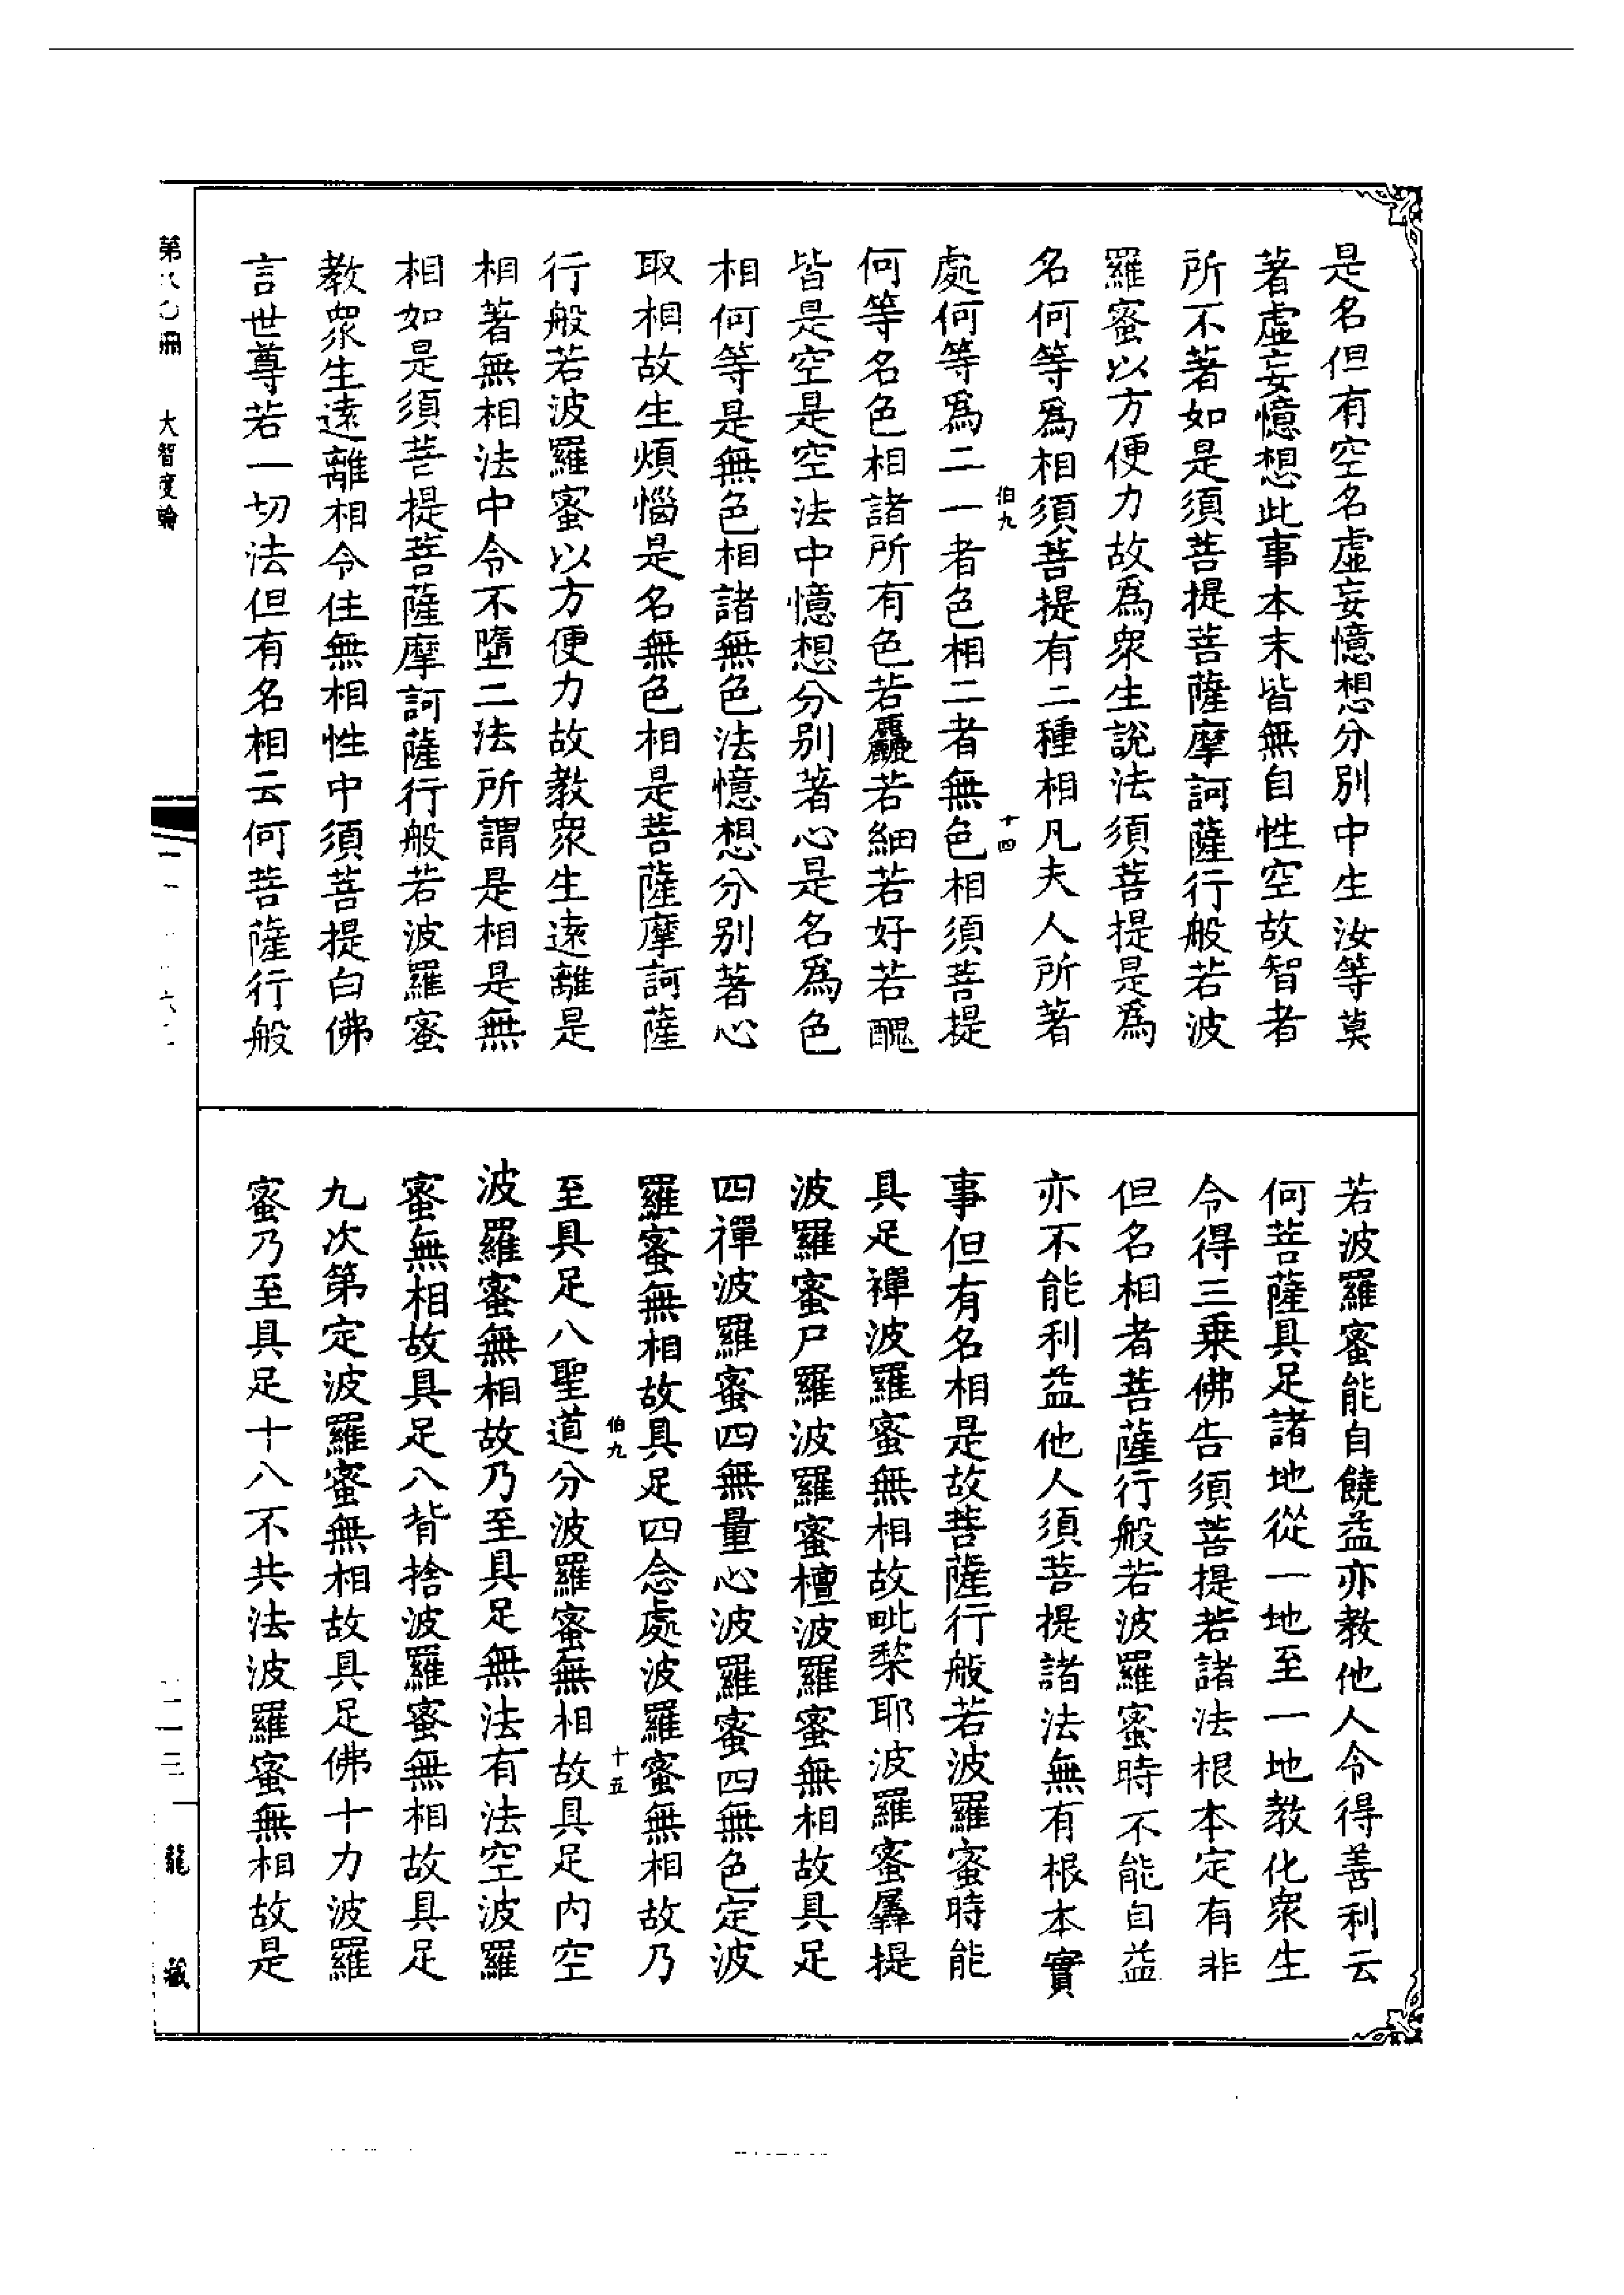 是名但有空名虛妄憶想分別中生汝等莫
著虛妄憶想此事本末皆無自性空故智者
所不著如是須菩提菩薩摩訶薩行般若波
羅蜜以方便力故爲衆生說法須菩提是爲
名何等爲相須菩提有二種相凡夫人所著
伯九 十四
處何等爲二一者色相二者無色相須菩提
何等名色相諸所有色若麤若細若好若醜
皆是空是空法中憶想分別著心是名爲色
相何等是無色相諸無色法憶想分別著心
取相故生煩惱是名無色相是菩薩摩訶薩
行般若波羅蜜以方便力故教衆生遠離是
相著無相法中令不墮二法所謂是相是無
相如是須菩提菩薩摩訶薩行般若波羅蜜
教衆生遠離相令住無相性中須菩提白佛
言世尊若一切法但有名相云何菩薩行般
若波羅蜜能自饒益亦教他人令得善利云
何菩薩具足諸地從一地至一地教化衆生
令得三乗佛告須菩提若諸法根本定有非
但名相者菩薩行般若波羅蜜時不能自益
亦不能利益他人須菩提諸法無有根本實
事但有名相是故菩薩行般若波羅蜜時能
具足禪波羅蜜無相故毗棃耶波羅蜜羼提
波羅蜜尸羅波羅蜜檀波羅蜜無相故具足
四禪波羅蜜四無量心波羅蜜四無色定波
羅蜜無相故具足四念處波羅蜜無相故乃
伯九 十五
至具足八聖道分波羅蜜無相故具足内空
波羅蜜無相故乃至具足無法有法空波羅
蜜無相故具足八背捨波羅蜜無相故具足
九次第定波羅蜜無相故具足佛十力波羅
蜜乃至具足十八不共法波羅蜜無相故是
第 冊 大智度論
龍 藏